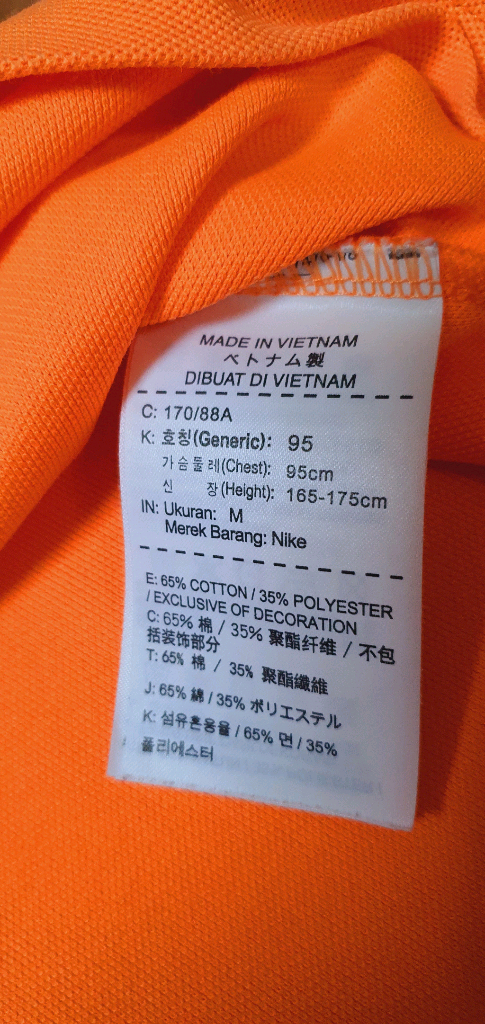 MADE IN VIETNAM
ベトナム製
DIBUAT DI VIETNAM
C: 170/88A
K: 호칭(Generic): 95
가슴둘레(Chest): 95cm
신 장(Height): 165-175cm
IN: Ukuran: M
Merek Barang: Nike
E: 65% COTTON / 35% POLYESTER
/ EXCLUSIVE OF DECORATION
C: 65% 棉 / 35% 聚酯纤维 / 不包
括装饰部分
T: 65% 棉 / 35% 聚酯纖維
J: 65% 綿 / 35% ポリエステル
K: 섬유혼용율 / 65% 면 / 35%
폴리에스터